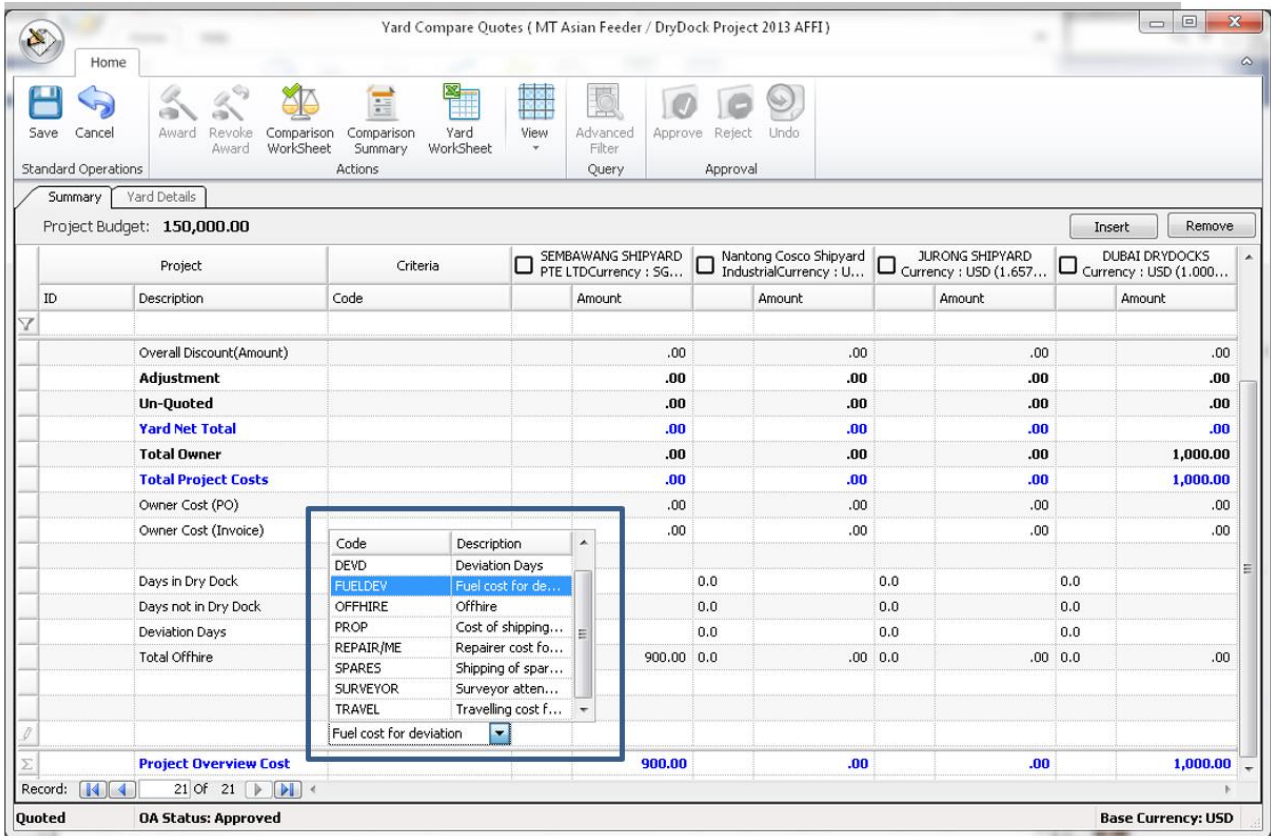 Yard Compare Quotes ( MT Asian Feeder / DryDock Project 2013 AFFI )
Home
Save Cancel Award Revoke Award Comparison WorkSheet Comparison Summary Yard WorkSheet View Advanced Filter Approve Reject Undo
Standard Operations Actions Query Approval
Summary Yard Details
Project Budget: 150,000.00 Insert Remove
Project Criteria SEMBAWANG SHIPYARD PTE LTDCurrency : SG... Nantong Cosco Shipyard IndustrialCurrency : U... JURONG SHIPYARD Currency : USD (1.657... DUBAI DRYDOCKS Currency : USD (1.000...
ID Description Code Amount Amount Amount Amount
Overall Discount(Amount) .00 .00 .00 .00
Adjustment .00 .00 .00 .00
Un-Quoted .00 .00 .00 .00
Yard Net Total .00 .00 .00 .00
Total Owner .00 .00 .00 1,000.00
Total Project Costs .00 .00 .00 1,000.00
Owner Cost (PO) .00 .00 .00 .00
Owner Cost (Invoice) .00 .00 .00 .00
Code Description
DEVD Deviation Days
Days in Dry Dock FUELDEV Fuel cost for de... 0.0 0.0 0.0
Days not in Dry Dock OFFHIRE Offhire 0.0 0.0 0.0
Deviation Days PROP Cost of shipping... 0.0 0.0 0.0
Total Offhire REPAIR/ME Repairer cost fo... 900.00 0.0 .00 0.0 .00 0.0 .00
SPARES Shipping of spar...
SURVEYOR Surveyor atten...
TRAVEL Travelling cost f...
Fuel cost for deviation
Project Overview Cost 900.00 .00 .00 1,000.00
Record: 21 Of 21
Quoted OA Status: Approved Base Currency: USD